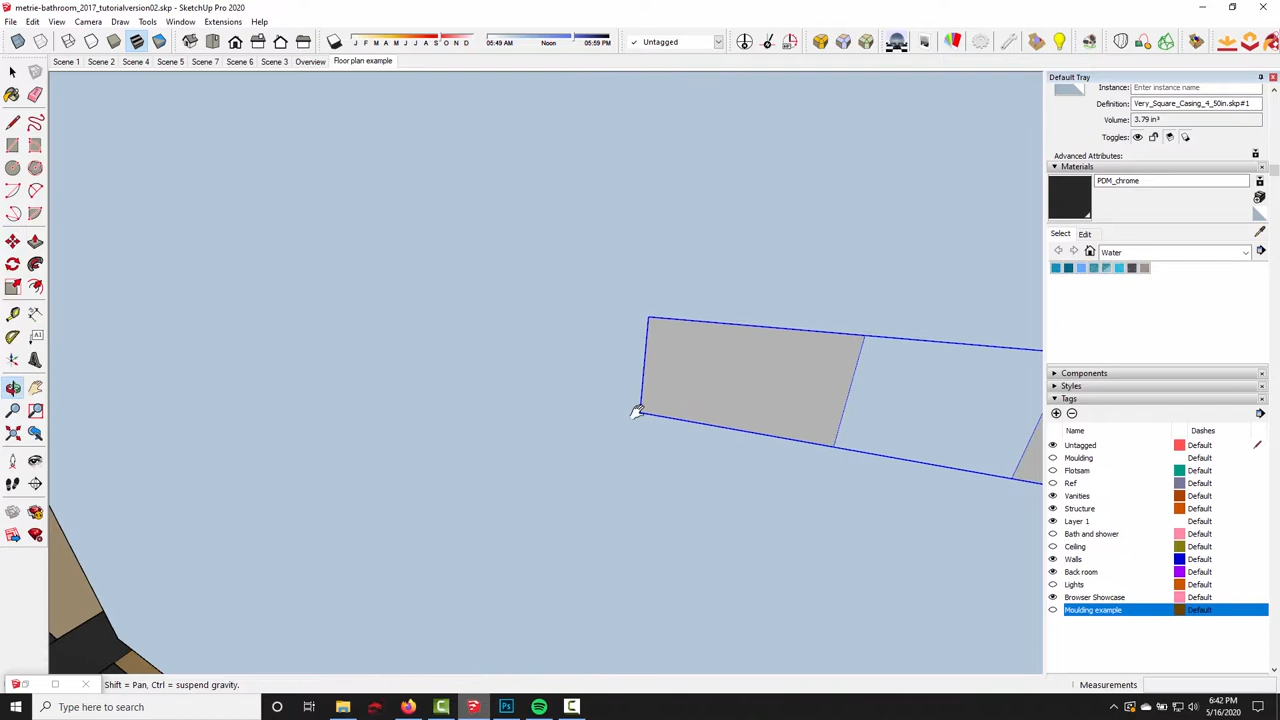 metrie-bathroom_2017_tutorialversion02.skp - SketchUp Pro 2020
File Edit View Camera Draw Tools Window Extensions Help
J F M A M J J A S O N D
05:49 AM Noon 05:59 PM
Untagged
Scene 1 Scene 2 Scene 4 Scene 5 Scene 7 Scene 6 Scene 3 Overview Floor plan example
Default Tray
Instance: Enter instance name
Definition: Very_Square_Casing_4_50in.skp#1
Volume: 3.79 in³
Toggles:
Advanced Attributes:
Materials
PDM_chrome
Select Edit
Water
Components
Styles
Tags
Name Dashes
Untagged Default
Moulding Default
Flotsam Default
Ref Default
Vanities Default
Structure Default
Layer 1 Default
Bath and shower Default
Ceiling Default
Walls Default
Back room Default
Lights Default
Browser Showcase Default
Moulding example Default
Shift = Pan, Ctrl = suspend gravity.
Measurements
Type here to search
Ps
6:42 PM
5/16/2020